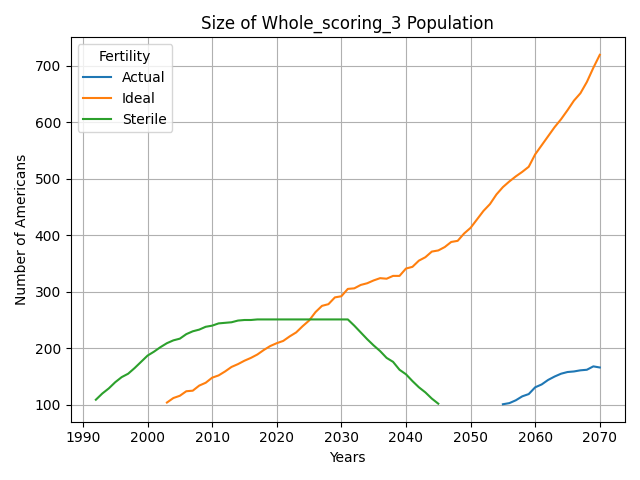 Size of Whole_scoring_3 Population
Fertility
Actual
Ideal
Sterile
Number of Americans
700
600
500
400
300
200
100
1990 2000 2010 2020 2030 2040 2050 2060 2070
Years